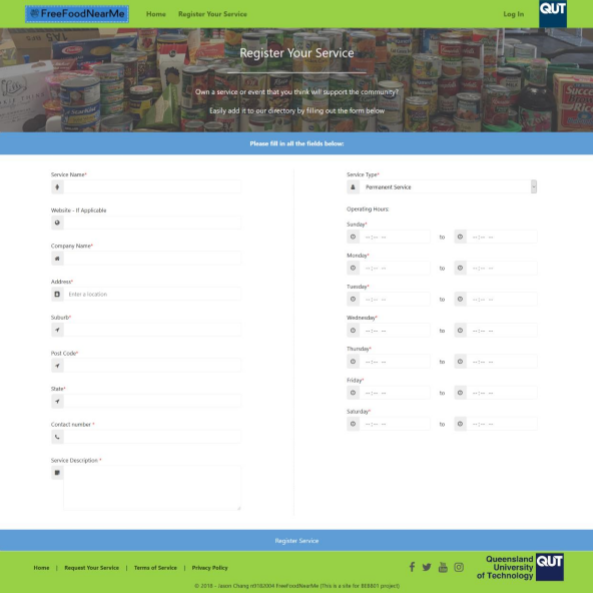 FreeFoodNearMe Home Register Your Service Log In QUT
Register Your Service
Own a service or event that you think will support the community?
Easily add it to our directory by filling out the form below
Please fill in all the fields below:
Service Name*
Website - If Applicable
Company Name*
Address*
Enter a location
Suburb*
Post Code*
State*
Contact number *
Service Description *
Service Type*
Permanent Service
Operating Hours:
Sunday*
--:-- -- to --:-- --
Monday*
--:-- -- to --:-- --
Tuesday*
--:-- -- to --:-- --
Wednesday*
--:-- -- to --:-- --
Thursday*
--:-- -- to --:-- --
Friday*
--:-- -- to --:-- --
Saturday*
--:-- -- to --:-- --
Register Service
Home | Request Your Service | Terms of Service | Privacy Policy
Queensland
University
of Technology
QUT
© 2018 - Jason Chang FreeFoodNearMe (This is a site for project)